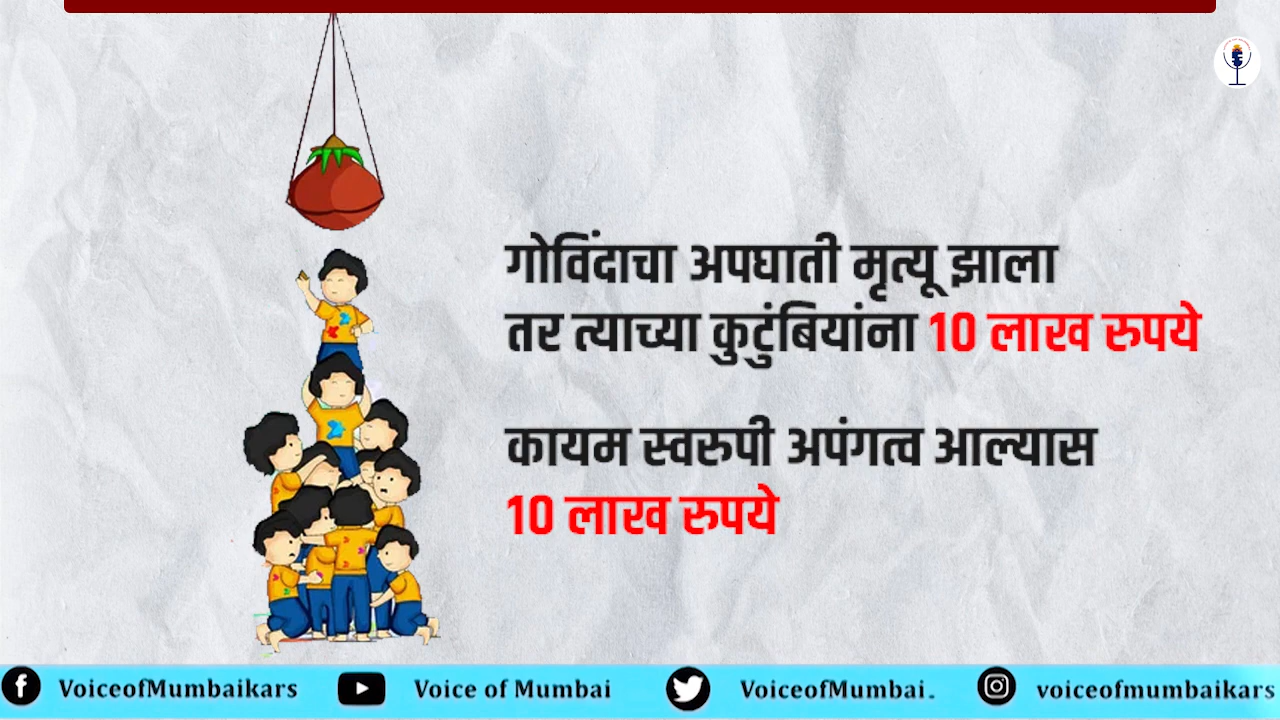 गोविंदाचा अपघाती मृत्यू झाला
तर त्याच्या कुटुंबियांना 10 लाख रुपये
कायम स्वरुपी अपंगत्व आल्यास
10 लाख रुपये
VoiceofMumbaikars
Voice of Mumbai
VoiceofMumbai.
voiceofmumbaikars